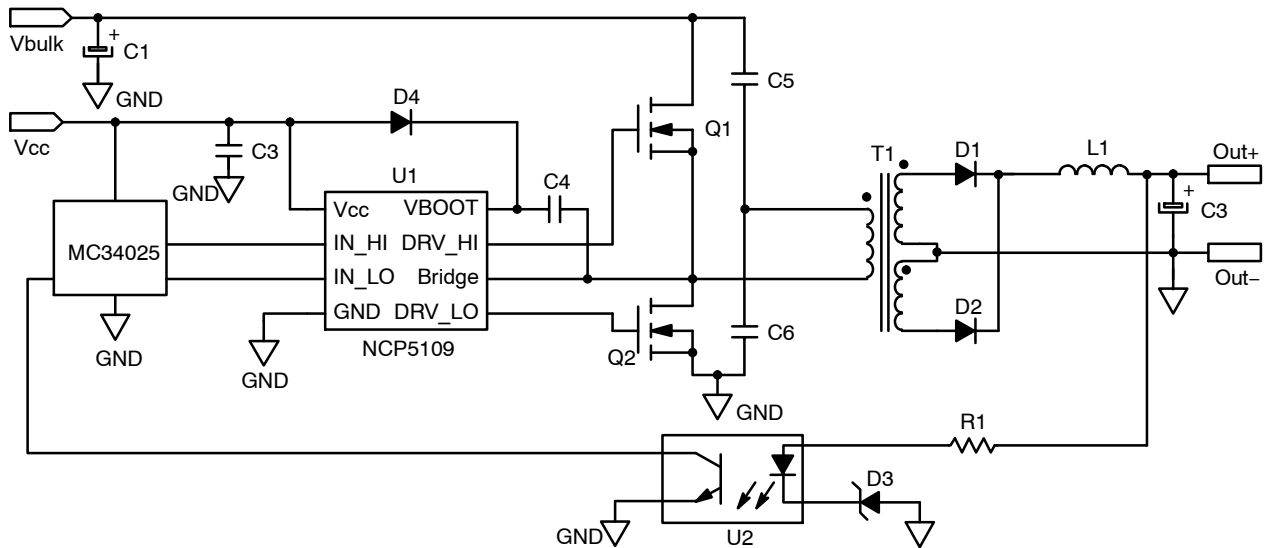 Vbulk
+
C1
GND
Vcc
D4
C3
GND
U1
C4
Q1
C5
MC34025
Vcc
VBOOT
IN_HI
DRV_HI
IN_LO
Bridge
GND
DRV_LO
NCP5109
GND
GND
Q2
C6
GND
T1
D1
L1
Out+
+
C3
Out–
D2
R1
D3
GND
U2